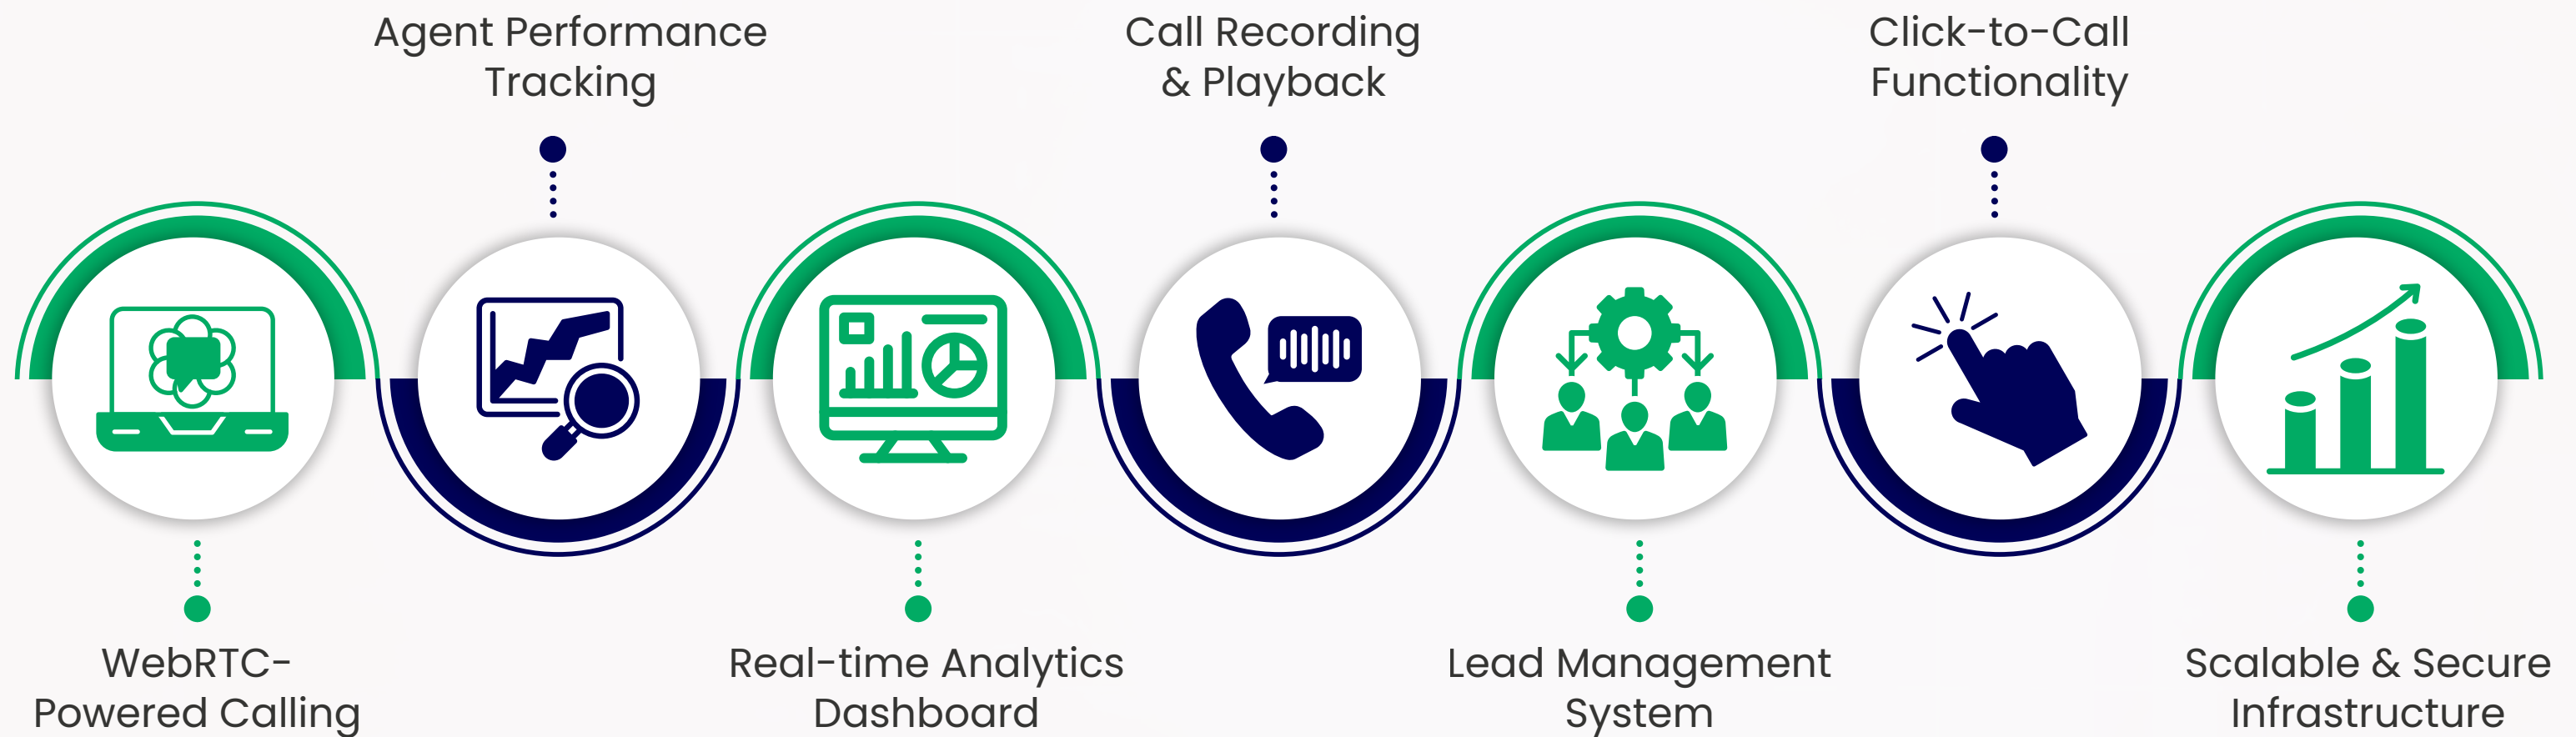 Agent Performance
Tracking
Call Recording
& Playback
Click-to-Call
Functionality
WebRTC-
Powered Calling
Real-time Analytics
Dashboard
Lead Management
System
Scalable & Secure
Infrastructure